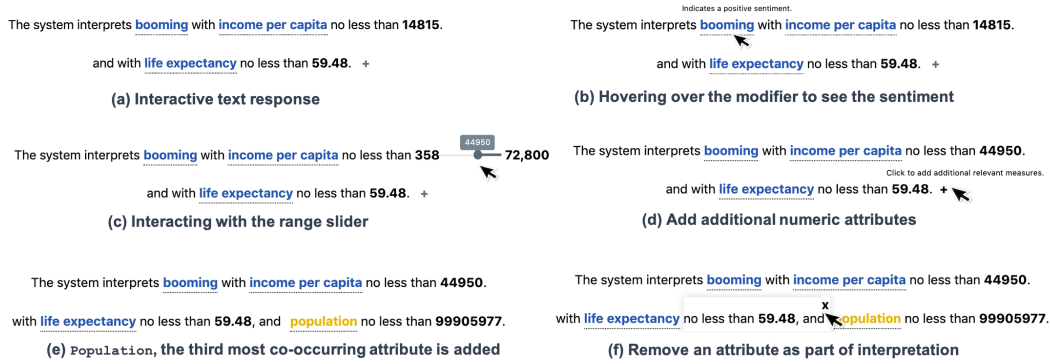 The system interprets booming with income per capita no less than 14815.
and with life expectancy no less than 59.48. +
(a) Interactive text response
Indicates a positive sentiment.
The system interprets booming with income per capita no less than 14815.
and with life expectancy no less than 59.48. +
(b) Hovering over the modifier to see the sentiment
44950
The system interprets booming with income per capita no less than 358 72,800
and with life expectancy no less than 59.48. +
(c) Interacting with the range slider
The system interprets booming with income per capita no less than 44950.
Click to add additional relevant measures.
and with life expectancy no less than 59.48. +
(d) Add additional numeric attributes
The system interprets booming with income per capita no less than 44950.
with life expectancy no less than 59.48, and population no less than 99905977.
(e) Population, the third most co-occurring attribute is added
The system interprets booming with income per capita no less than 44950.
x
with life expectancy no less than 59.48, and opulation no less than 99905977.
(f) Remove an attribute as part of interpretation